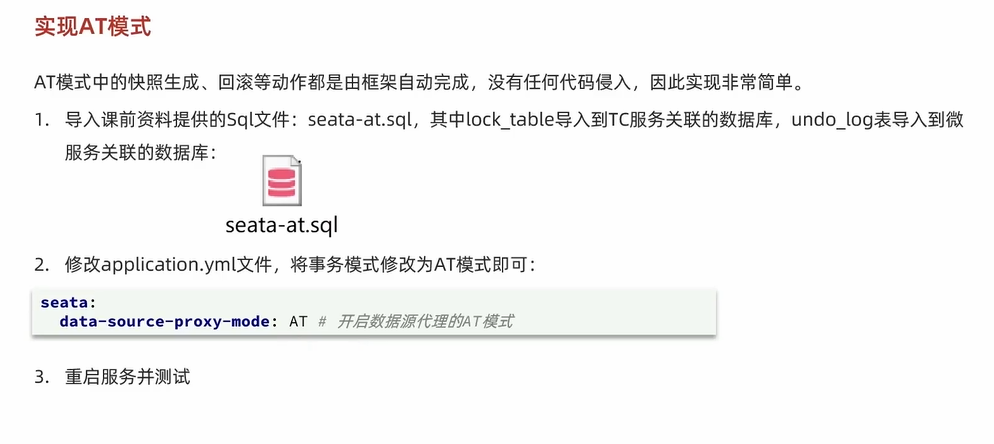 实现AT模式
AT模式中的快照生成、回滚等动作都是由框架自动完成，没有任何代码侵入，因此实现非常简单。
1. 导入课前资料提供的Sql文件：seata-at.sql，其中lock_table导入到TC服务关联的数据库，undo_log表导入到微
服务关联的数据库：
seata-at.sql
2. 修改application.yml文件，将事务模式修改为AT模式即可：
seata:
  data-source-proxy-mode: AT # 开启数据源代理的AT模式
3. 重启服务并测试